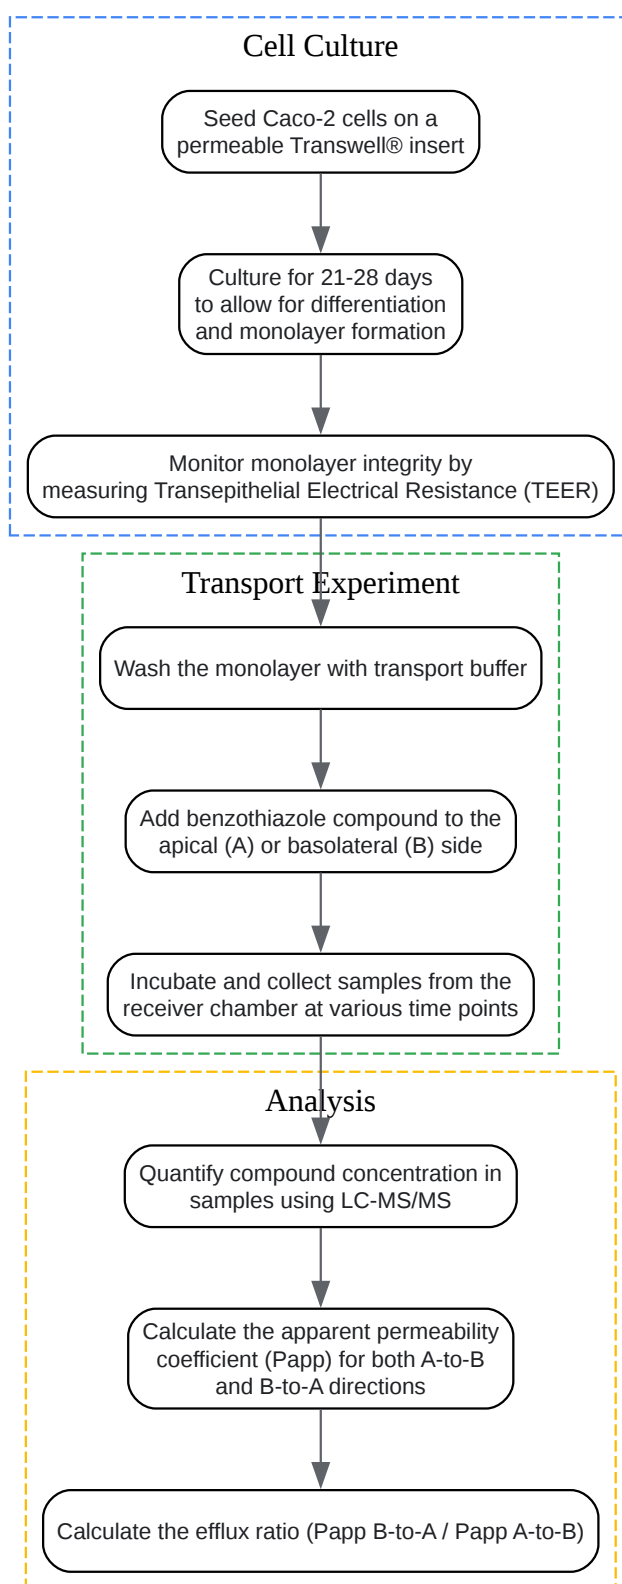 Cell Culture
Seed Caco-2 cells on a
permeable Transwell® insert
Culture for 21-28 days
to allow for differentiation
and monolayer formation
Monitor monolayer integrity by
measuring Transepithelial Electrical Resistance (TEER)
Transport Experiment
Wash the monolayer with transport buffer
Add benzothiazole compound to the
apical (A) or basolateral (B) side
Incubate and collect samples from the
receiver chamber at various time points
Analysis
Quantify compound concentration in
samples using LC-MS/MS
Calculate the apparent permeability
coefficient (Papp) for both A-to-B
and B-to-A directions
Calculate the efflux ratio (Papp B-to-A / Papp A-to-B)